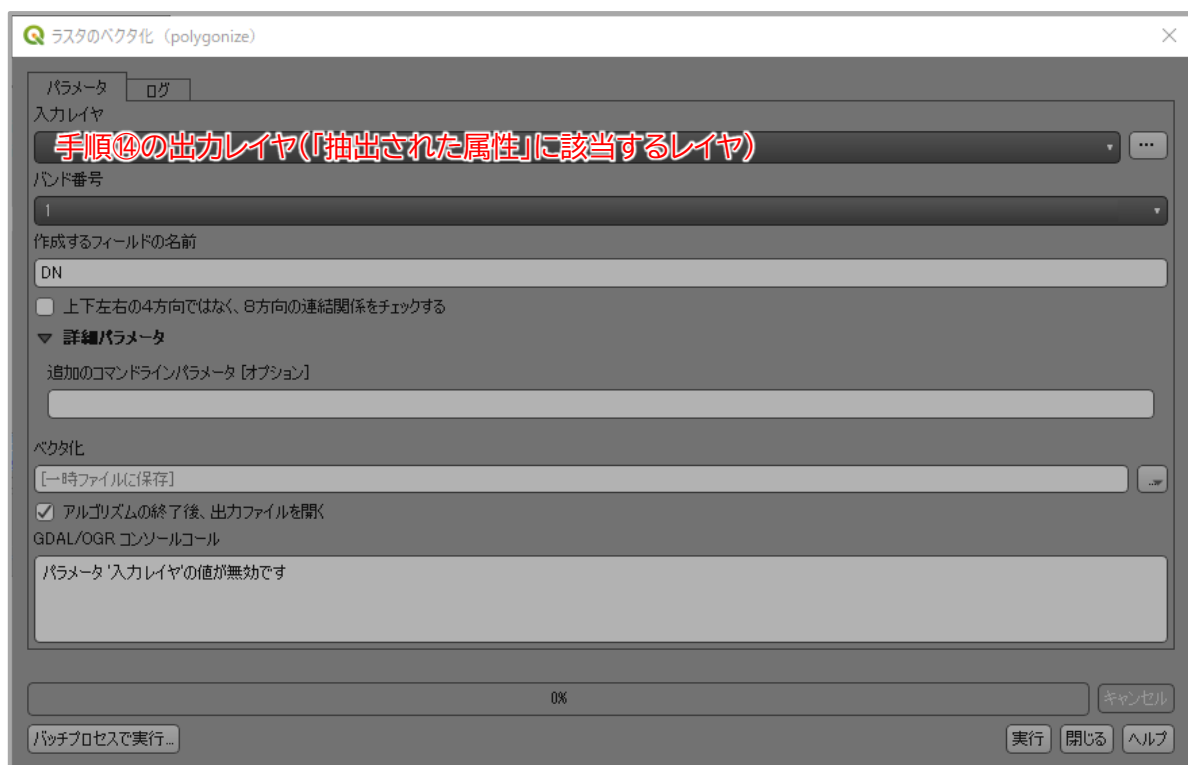 ラスタのベクタ化（polygonize）
パラメータ ログ
入力レイヤ
手順⑭の出力レイヤ(｢抽出された属性｣に該当するレイヤ)
…
バンド番号
1
作成するフィールドの名前
DN
上下左右の4方向ではなく、8方向の連結関係をチェックする
詳細パラメータ
追加のコマンドラインパラメータ [オプション]
ベクタ化
[一時ファイルに保存]
…
アルゴリズムの終了後、出力ファイルを開く
GDAL/OGR コンソールコール
パラメータ '入力レイヤ'の値が無効です
0% キャンセル
バッチプロセスで実行… 実行 閉じる ヘルプ